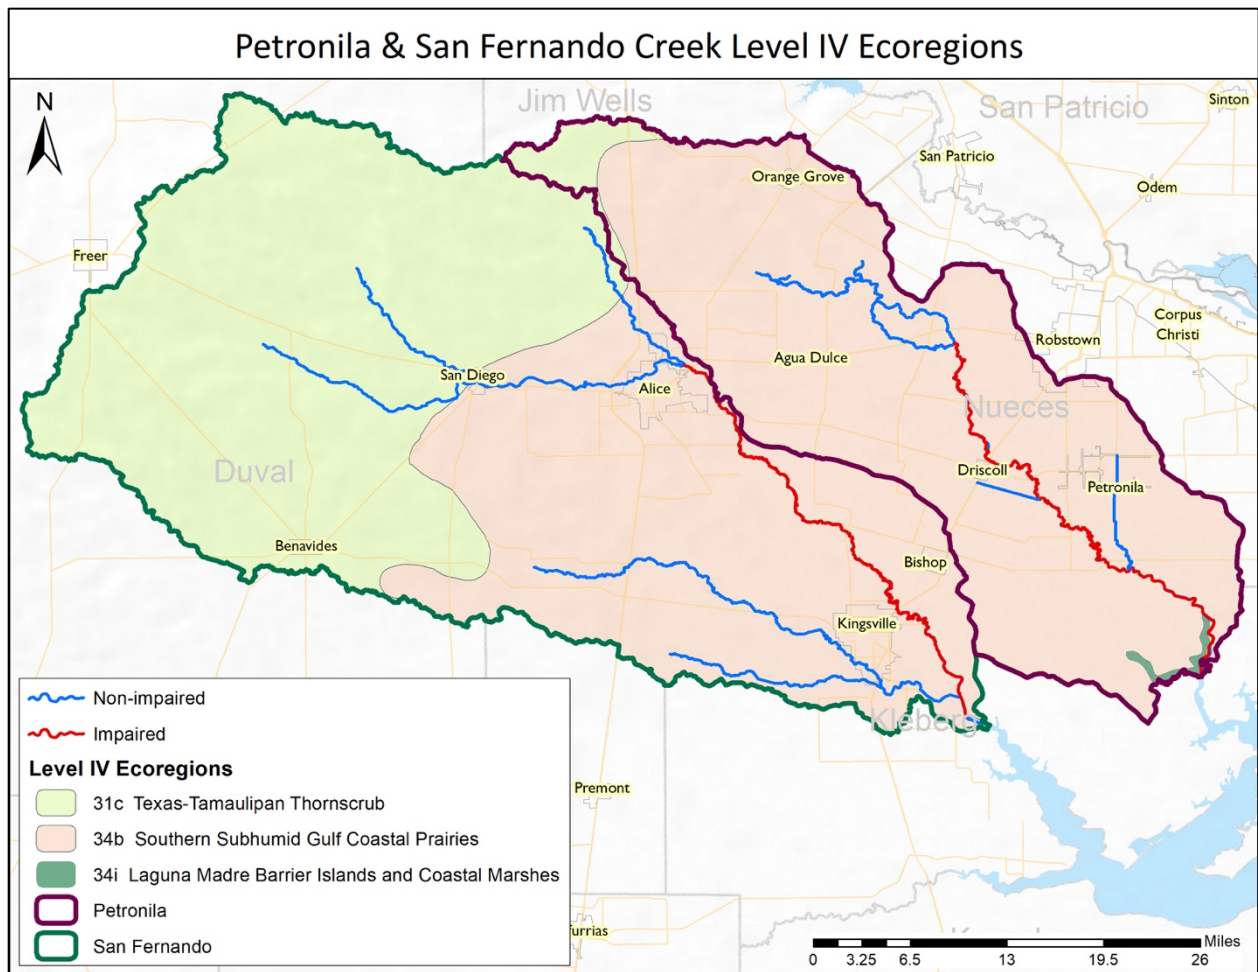 Petronila & San Fernando Creek Level IV Ecoregions
N
Jim Wells
San Patricio
Sinton
San Patricio
Odem
Orange Grove
Freer
Corpus
Christi
Robstown
Agua Dulce
San Diego
Alice
Nueces
Duval
Driscoll
Petronila
Benavides
Bishop
Kingsville
Kleberg
Premont
Non-impaired
Impaired
Level IV Ecoregions
31c Texas-Tamaulipan Thornscrub
34b Southern Subhumid Gulf Coastal Prairies
34i Laguna Madre Barrier Islands and Coastal Marshes
Petronila
San Fernando
furrias
Miles
0 3.25 6.5 13 19.5 26